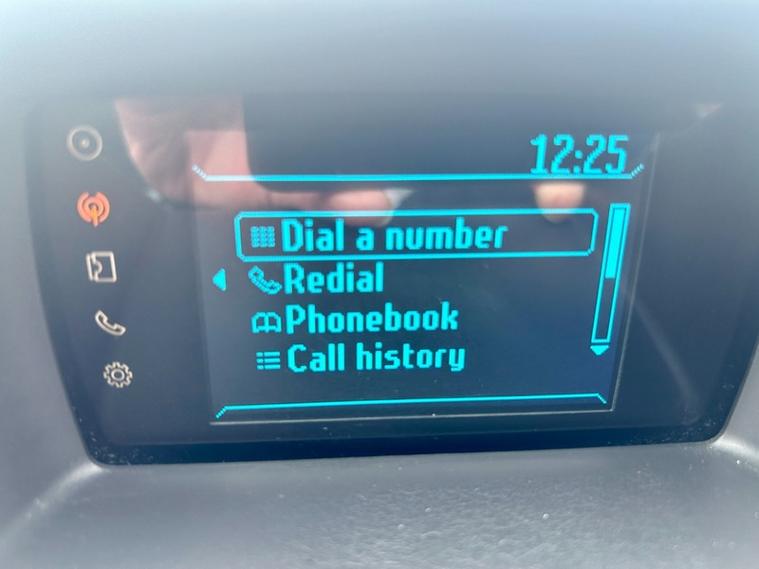 12:25
Dial a number
Redial
Phonebook
Call history